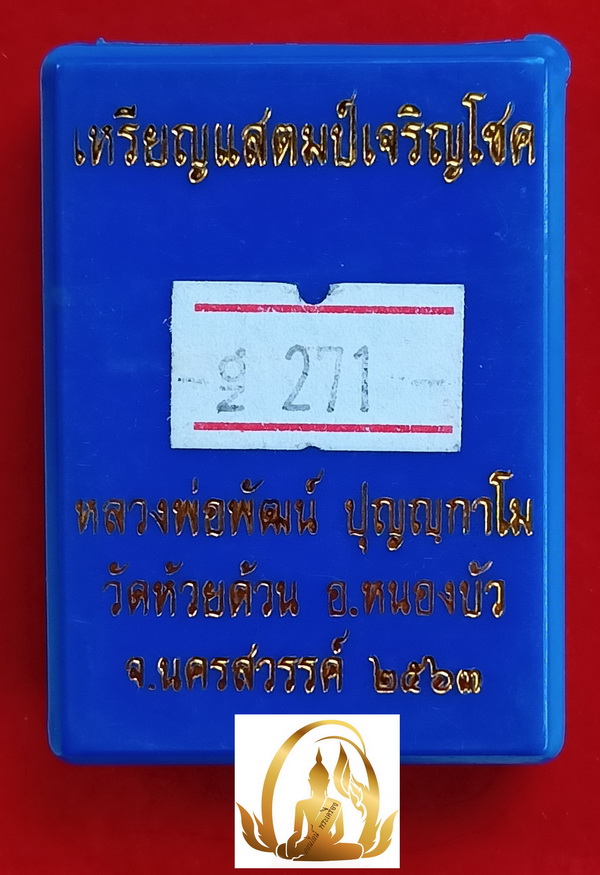 เหรียญแสตมป์เจริญโชค
No. 271
หลวงพ่อพัฒน์ ปุญญกาโม
วัดห้วยด้วน อ.หนองบัว
จ.นครสวรรค์ ๒๕๖๓